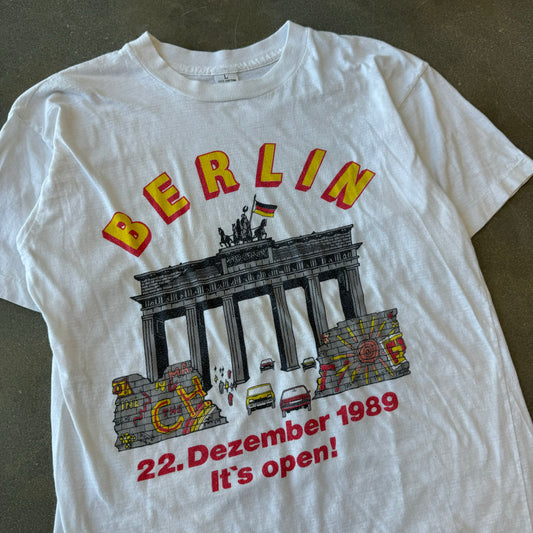 L
BERLIN
22. Dezember 1989
It's open!